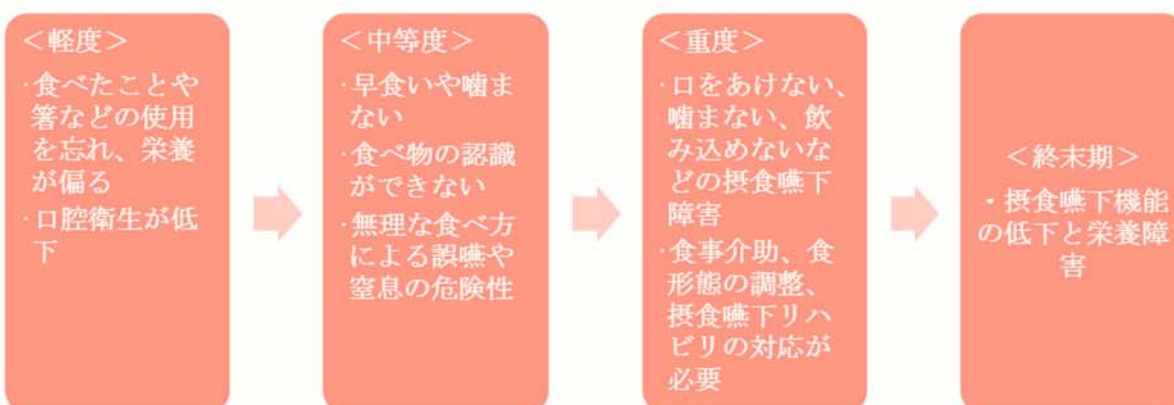 ＜軽度＞
・食べたことや
箸などの使用
を忘れ、栄養
が偏る
・口腔衛生が低
下
＜中等度＞
・早食いや噛ま
ない
・食べ物の認識
ができない
・無理な食べ方
による誤嚥や
窒息の危険性
＜重度＞
・口をあけない、
噛まない、飲
み込めないな
どの摂食嚥下
障害
・食事介助、食
形態の調整、
摂食嚥下リハ
ビリの対応が
必要
＜終末期＞
・摂食嚥下機能
の低下と栄養障
害